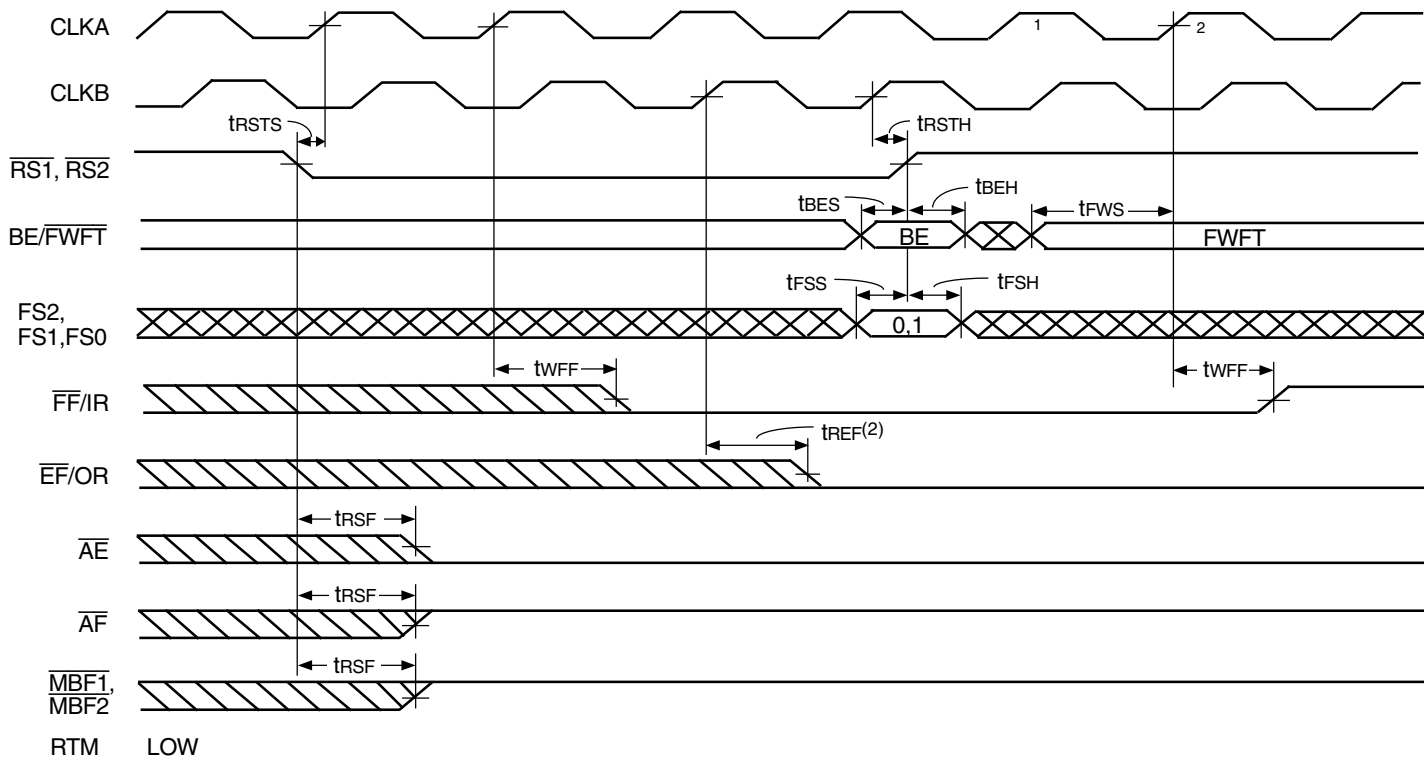 CLKA
1
2
CLKB
tRSTS
tRSTH
RS1, RS2
tBES
tBEH
tFWS
BE/FWFT
BE
FWFT
tFSS
tFSH
FS2,
FS1,FS0
0,1
tWFF
tWFF
FF/IR
tREF(2)
EF/OR
tRSF
AE
tRSF
AF
tRSF
MBF1,
MBF2
RTM LOW